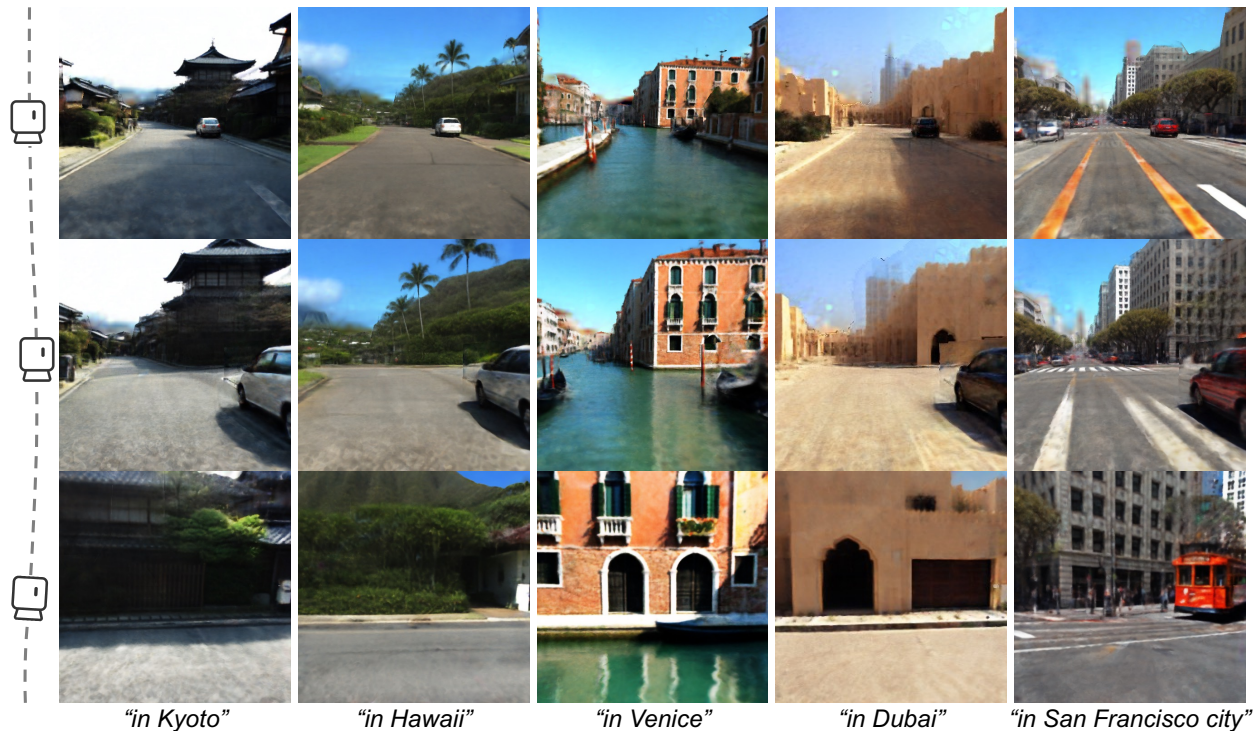 “in Kyoto”
“in Hawaii”
“in Venice”
“in Dubai”
“in San Francisco city”